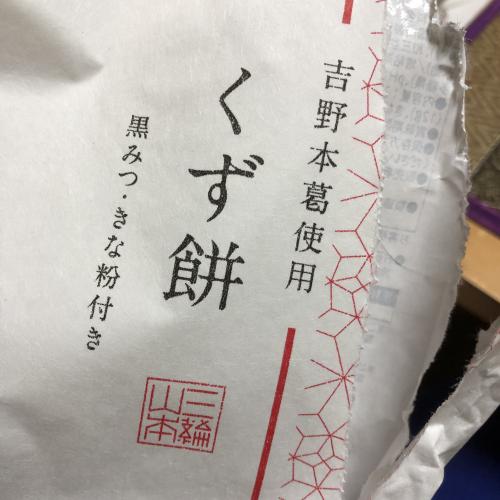 吉野本葛使用
くず餅
黒みつ・きな粉付き
三輪
山本